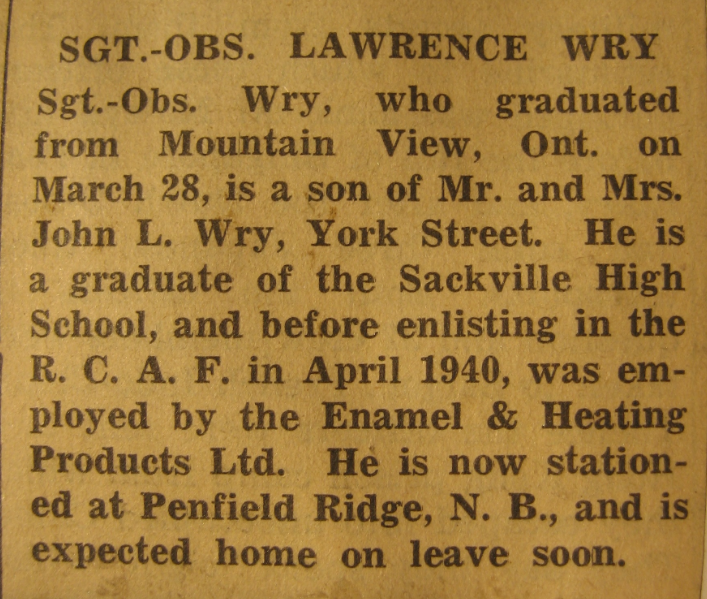 SGT.-OBS. LAWRENCE WRY
Sgt.-Obs. Wry, who graduated
from Mountain View, Ont. on
March 28, is a son of Mr. and Mrs.
John L. Wry, York Street. He is
a graduate of the Sackville High
School, and before enlisting in the
R. C. A. F. in April 1940, was em-
ployed by the Enamel & Heating
Products Ltd. He is now station-
ed at Penfield Ridge, N. B., and is
expected home on leave soon.